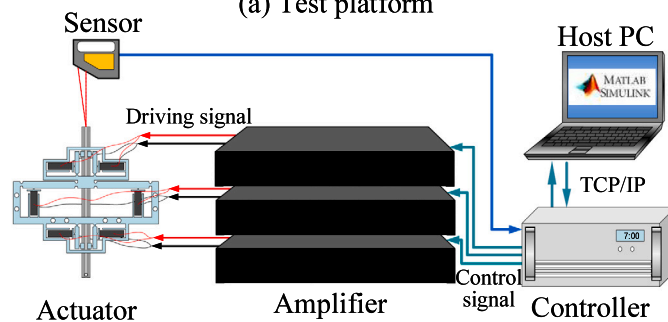 (a) Test platform
Sensor
Host PC
MATLAB
SIMULINK
Driving signal
TCP/IP
7:00
Control
signal
Actuator
Amplifier
Controller